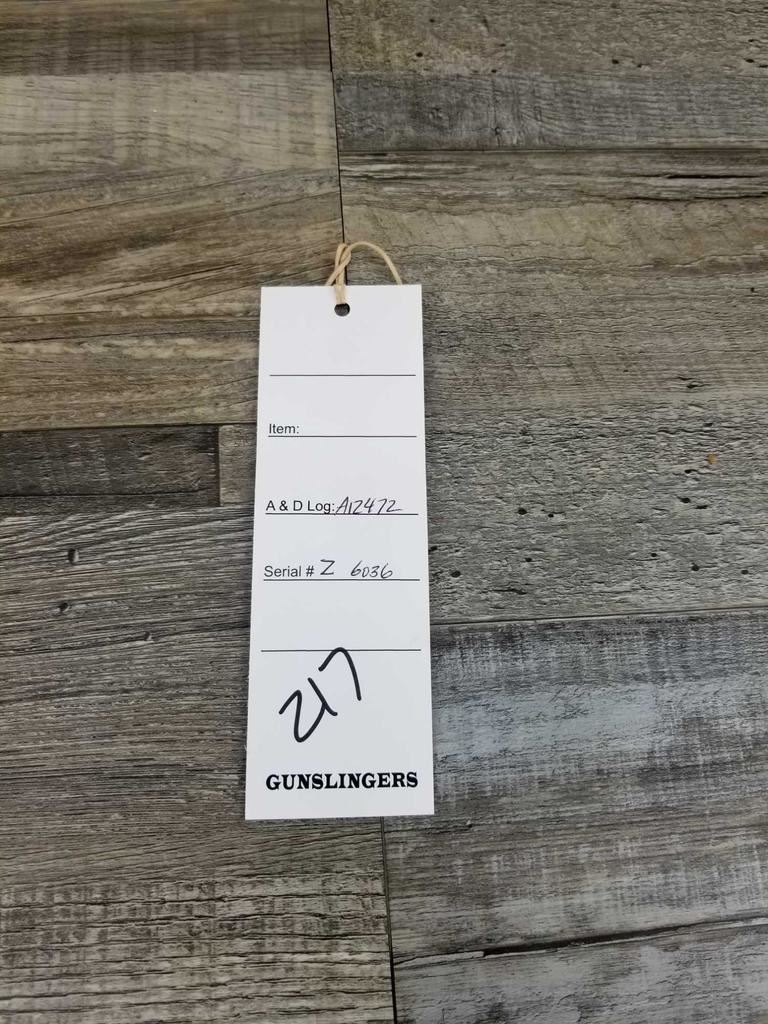 Item:
A & D Log: A12472
Serial # Z 6036
217
GUNSLINGERS